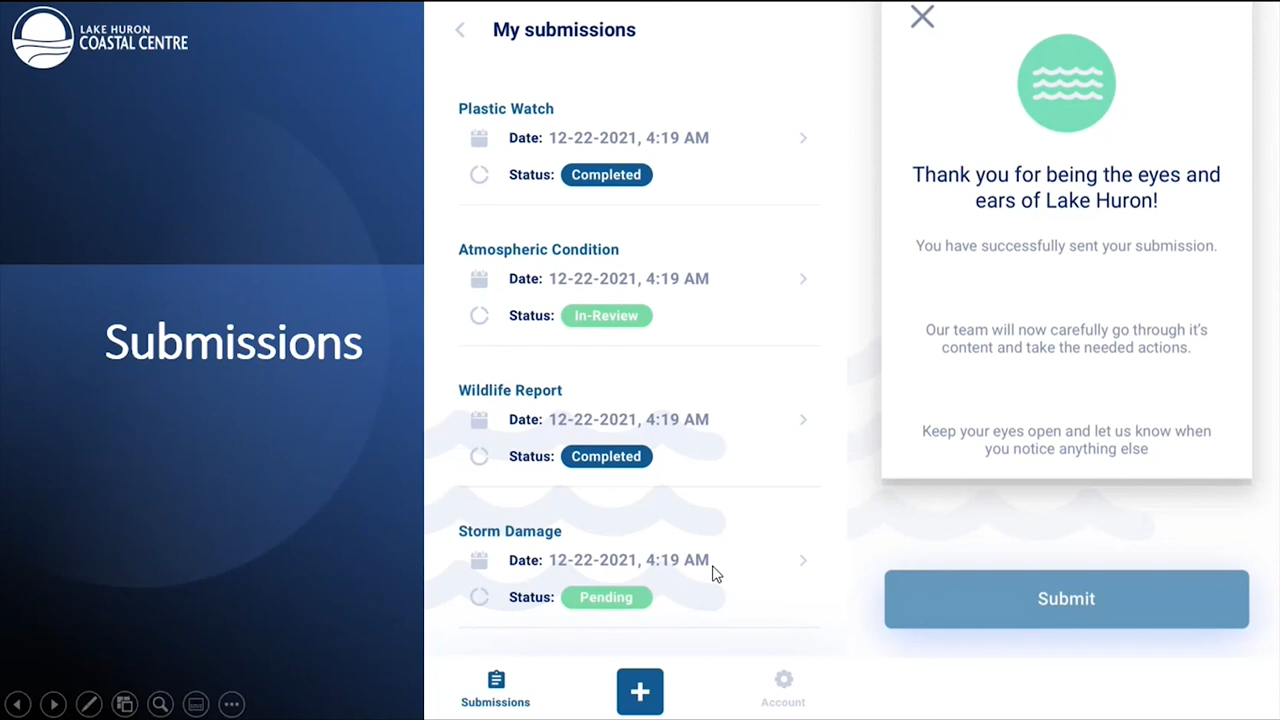 LAKE HURON
COASTAL CENTRE
Submissions
My submissions
Plastic Watch
Date: 12-22-2021, 4:19 AM
Status: Completed
Atmospheric Condition
Date: 12-22-2021, 4:19 AM
Status: In-Review
Wildlife Report
Date: 12-22-2021, 4:19 AM
Status: Completed
Storm Damage
Date: 12-22-2021, 4:19 AM
Status: Pending
Submissions
Account
Thank you for being the eyes and
ears of Lake Huron!
You have successfully sent your submission.
Our team will now carefully go through it's
content and take the needed actions.
Keep your eyes open and let us know when
you notice anything else
Submit